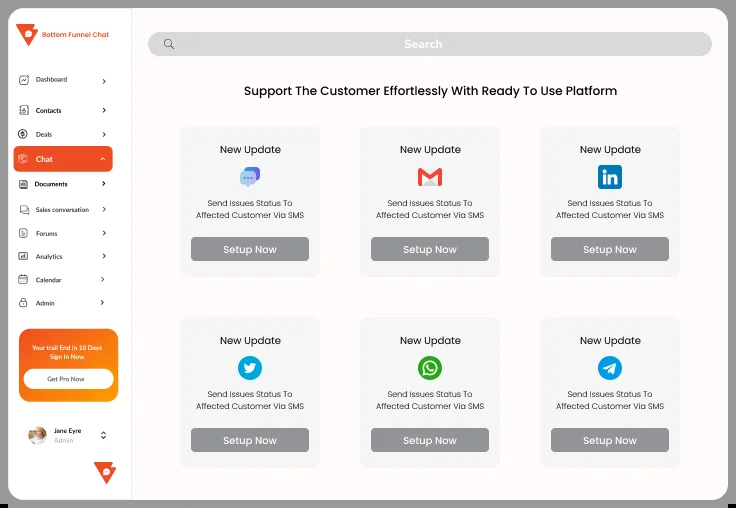 Bottom Funnel Chat
Dashboard
Contacts
Deals
Chat
Documents
Sales conversation
Forums
Analytics
Calendar
Admin
Your trail End in 10 Days
Sign In Now
Get Pro Now
Jane Eyre
Admin
Search
Support The Customer Effortlessly With Ready To Use Platform
New Update
Send Issues Status To
Affected Customer Via SMS
Setup Now
New Update
Send Issues Status To
Affected Customer Via SMS
Setup Now
New Update
in
Send Issues Status To
Affected Customer Via SMS
Setup Now
New Update
Send Issues Status To
Affected Customer Via SMS
Setup Now
New Update
Send Issues Status To
Affected Customer Via SMS
Setup Now
New Update
Send Issues Status To
Affected Customer Via SMS
Setup Now